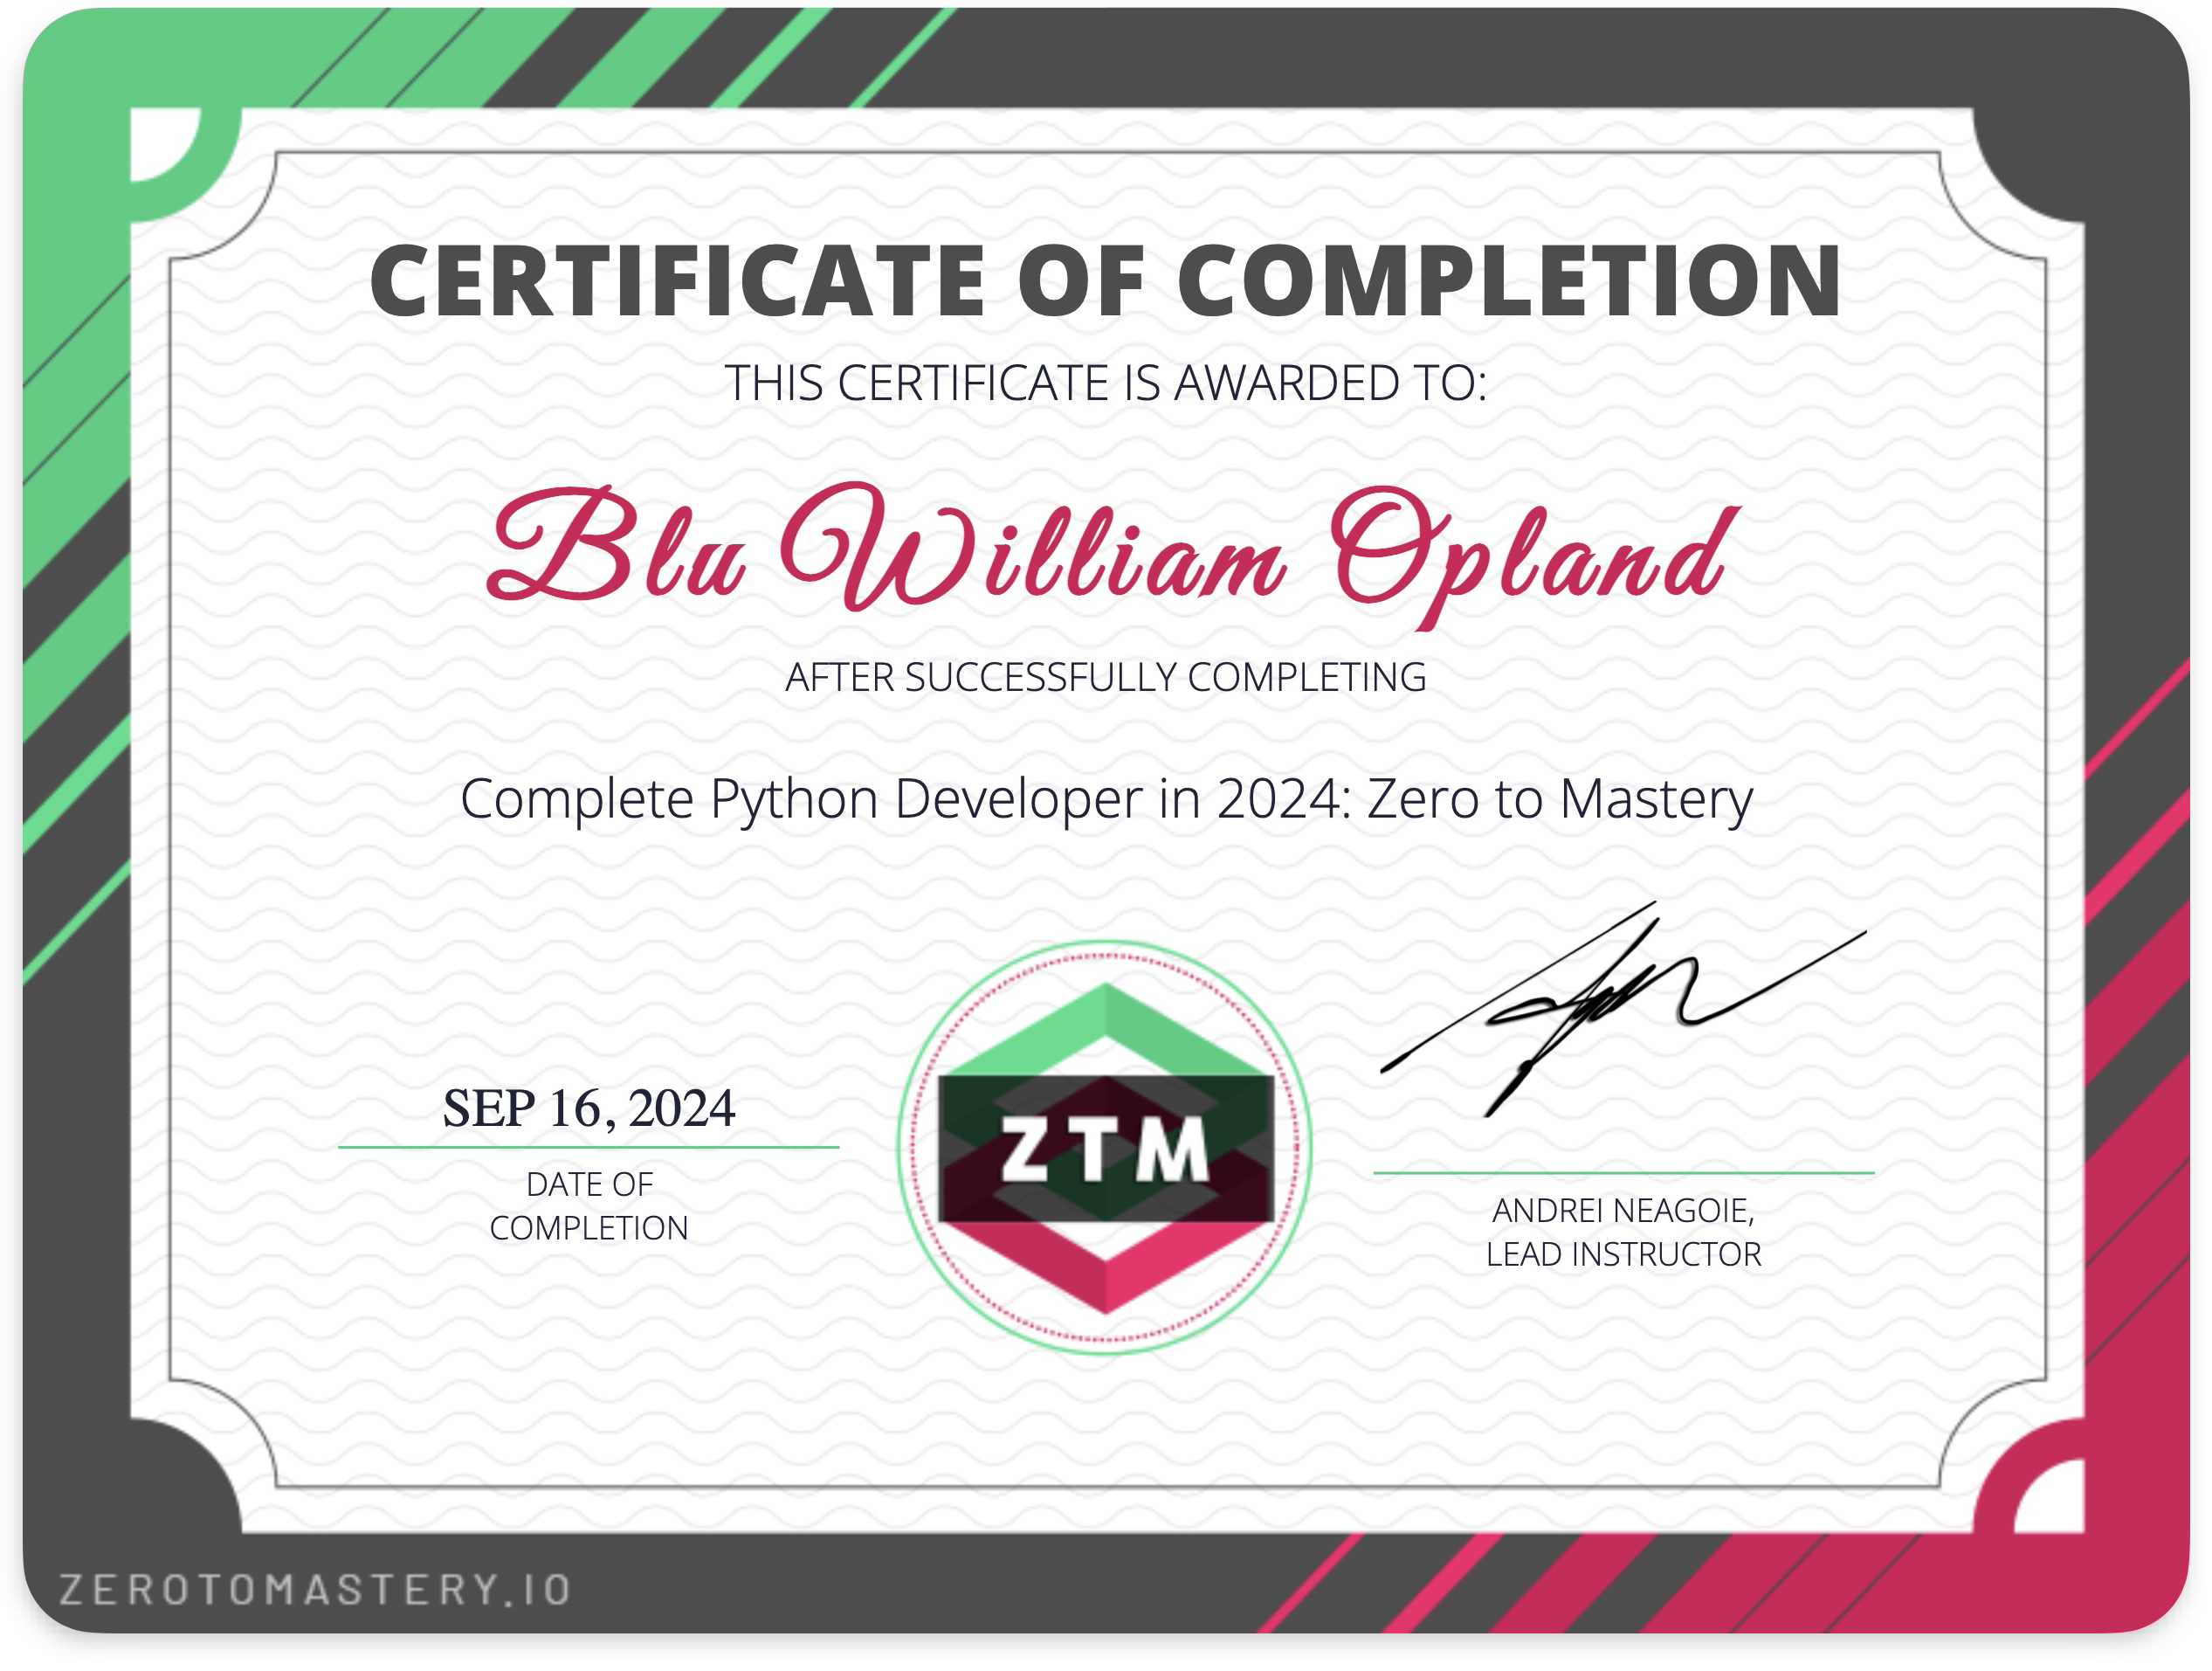 CERTIFICATE OF COMPLETION
THIS CERTIFICATE IS AWARDED TO:
Blu William Opland
AFTER SUCCESSFULLY COMPLETING
Complete Python Developer in 2024: Zero to Mastery
SEP 16, 2024
DATE OF
COMPLETION
ZTM
ANDREI NEAGOIE,
LEAD INSTRUCTOR
ZEROTOMASTERY.IO